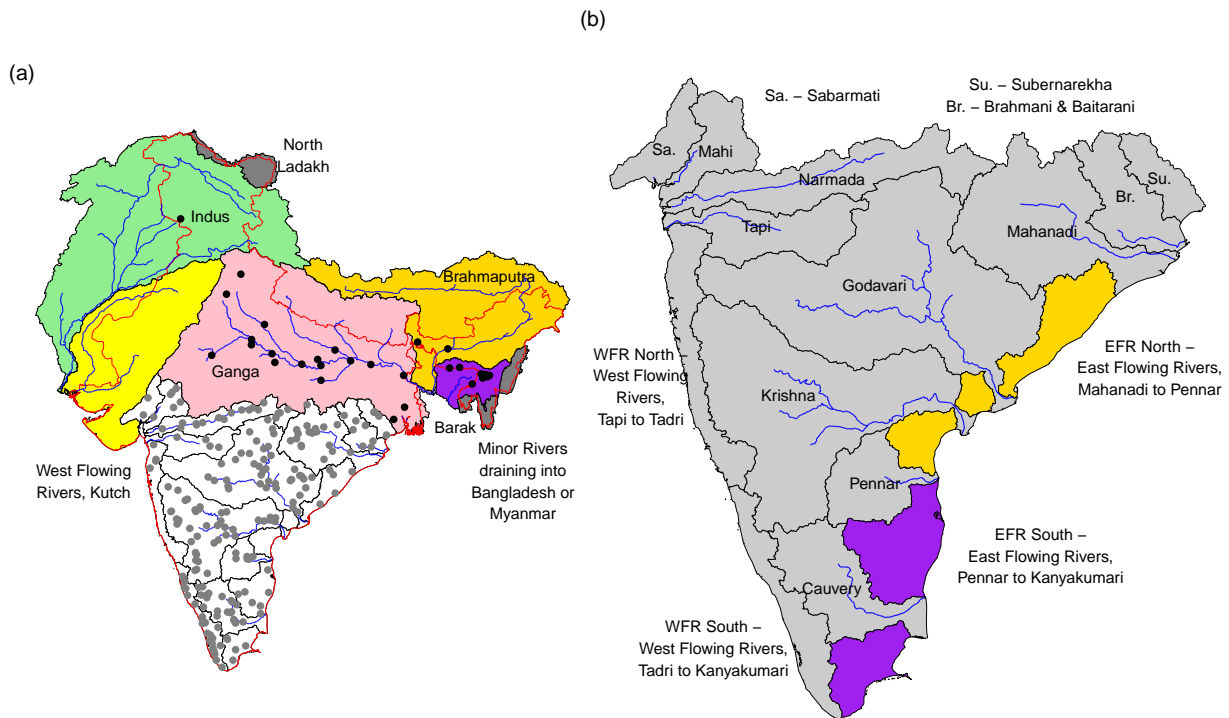 (a)
North
Ladakh
Indus
Brahmaputra
Ganga
Barak
West Flowing
Rivers, Kutch
Minor Rivers
draining into
Bangladesh or
Myanmar
(b)
Sa. − Sabarmati
Su. − Subernarekha
Br. − Brahmani & Baitarani
Sa.
Mahi
Narmada
Tapi
Su.
Br.
Mahanadi
Godavari
WFR North −
West Flowing
Rivers,
Tapi to Tadri
EFR North −
East Flowing Rivers,
Mahanadi to Pennar
Krishna
Pennar
EFR South −
East Flowing Rivers,
Pennar to Kanyakumari
Cauvery
WFR South −
West Flowing Rivers,
Tadri to Kanyakumari